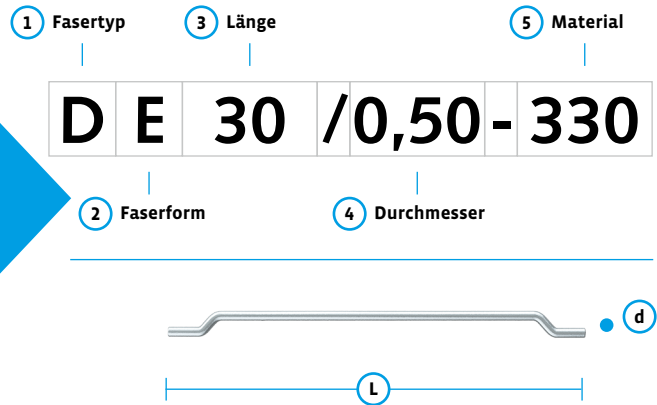 1 Fasertyp 3 Länge 5 Material
D E 30 /0,50 - 330
2 Faserform 4 Durchmesser
d
L